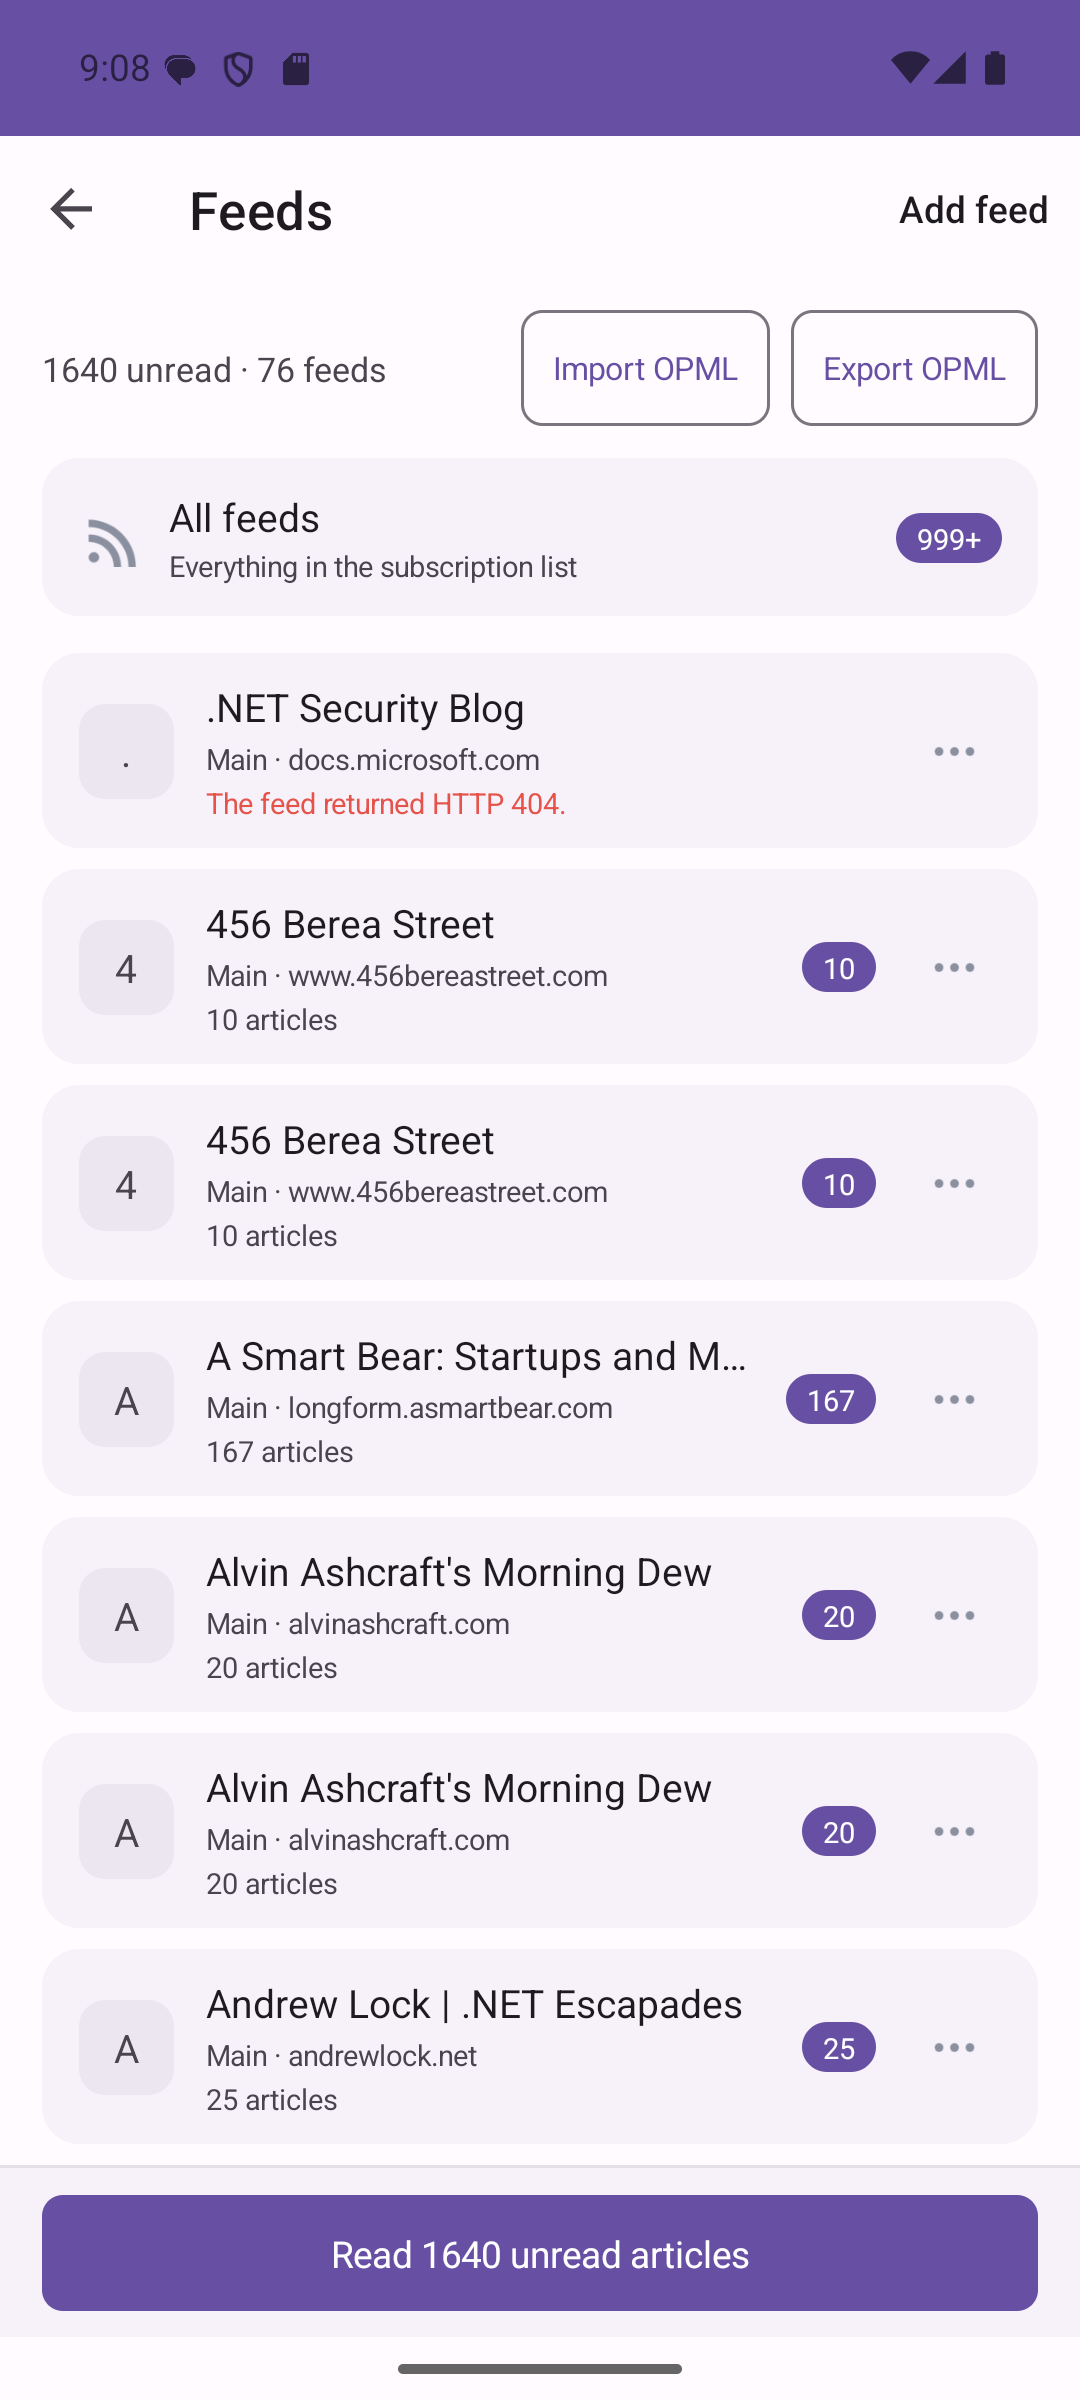 9:08
Feeds
Add feed
1640 unread · 76 feeds
Import OPML
Export OPML
All feeds
Everything in the subscription list
999+
.
.NET Security Blog
Main · docs.microsoft.com
The feed returned HTTP 404.
4
456 Berea Street
Main · www.456bereastreet.com
10 articles
10
4
456 Berea Street
Main · www.456bereastreet.com
10 articles
10
A
A Smart Bear: Startups and M...
Main · longform.asmartbear.com
167 articles
167
A
Alvin Ashcraft's Morning Dew
Main · alvinashcraft.com
20 articles
20
A
Alvin Ashcraft's Morning Dew
Main · alvinashcraft.com
20 articles
20
A
Andrew Lock | .NET Escapades
Main · andrewlock.net
25 articles
25
Read 1640 unread articles